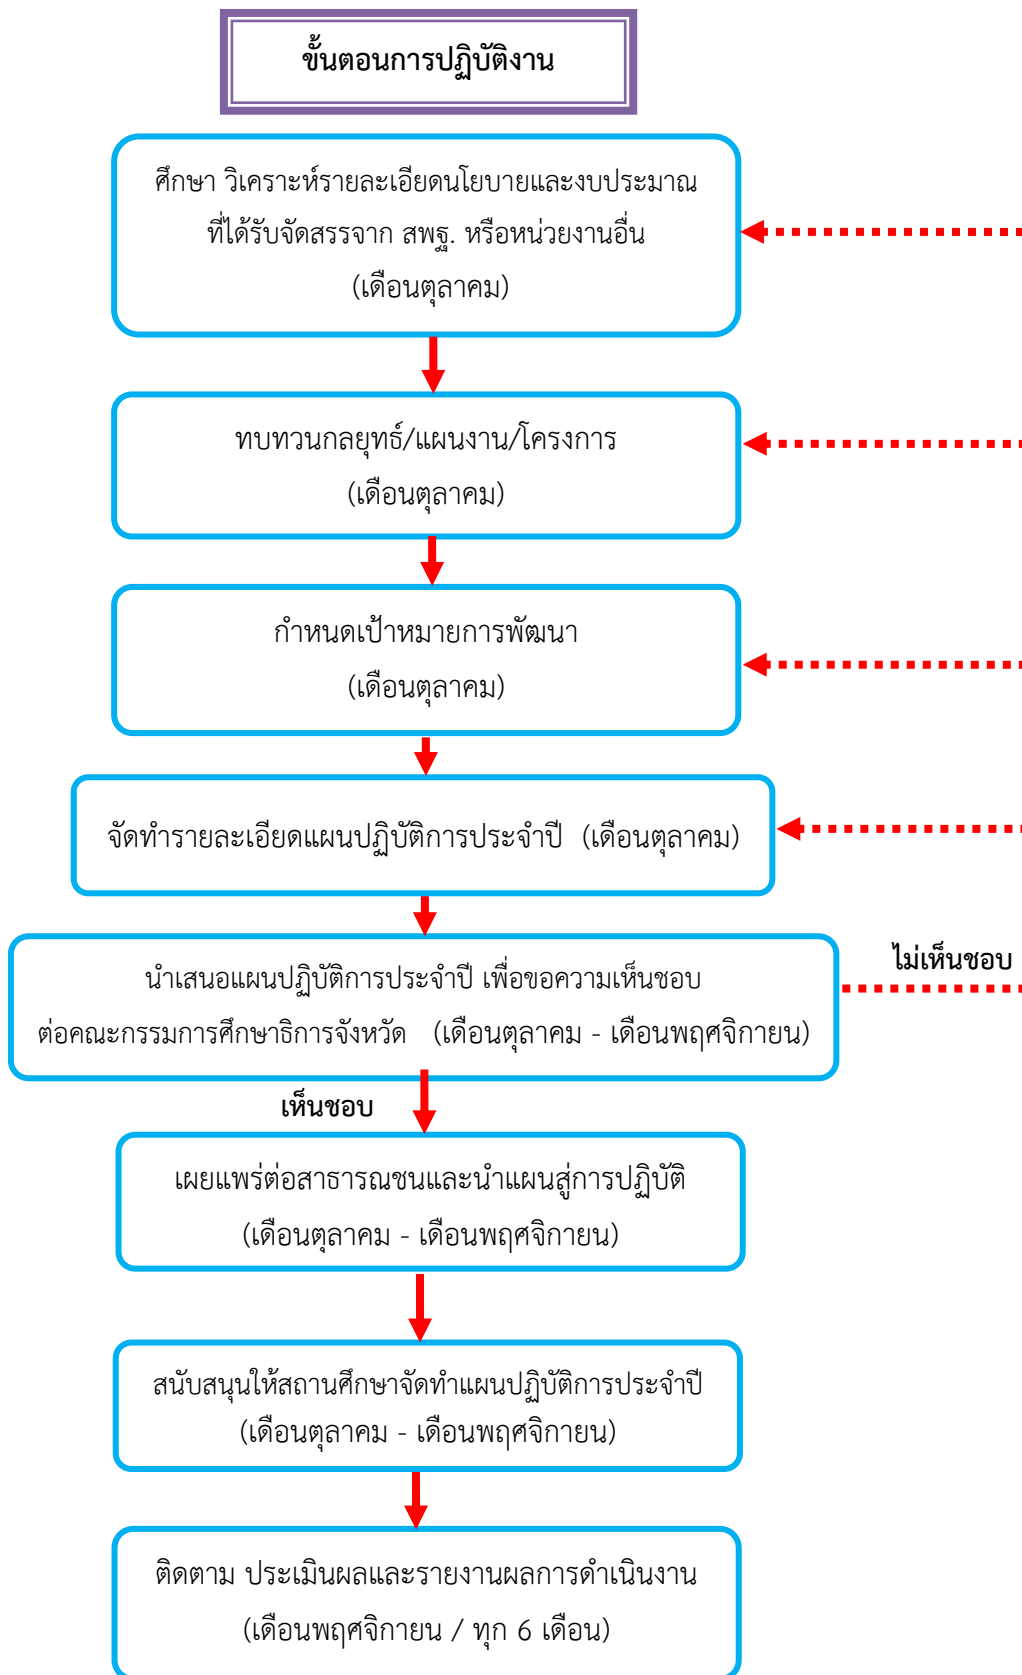 ขั้นตอนการปฏิบัติงาน
ศึกษา วิเคราะห์รายละเอียดนโยบายและงบประมาณ
ที่ได้รับจัดสรรจาก สพฐ. หรือหน่วยงานอื่น
(เดือนตุลาคม)
ทบทวนกลยุทธ์/แผนงาน/โครงการ
(เดือนตุลาคม)
กำหนดเป้าหมายการพัฒนา
(เดือนตุลาคม)
จัดทำรายละเอียดแผนปฏิบัติการประจำปี (เดือนตุลาคม)
นำเสนอแผนปฏิบัติการประจำปี เพื่อขอความเห็นชอบ
ต่อคณะกรรมการศึกษาธิการจังหวัด (เดือนตุลาคม - เดือนพฤศจิกายน)
ไม่เห็นชอบ
เห็นชอบ
เผยแพร่ต่อสาธารณชนและนำแผนสู่การปฏิบัติ
(เดือนตุลาคม - เดือนพฤศจิกายน)
สนับสนุนให้สถานศึกษาจัดทำแผนปฏิบัติการประจำปี
(เดือนตุลาคม - เดือนพฤศจิกายน)
ติดตาม ประเมินผลและรายงานผลการดำเนินงาน
(เดือนพฤศจิกายน / ทุก 6 เดือน)